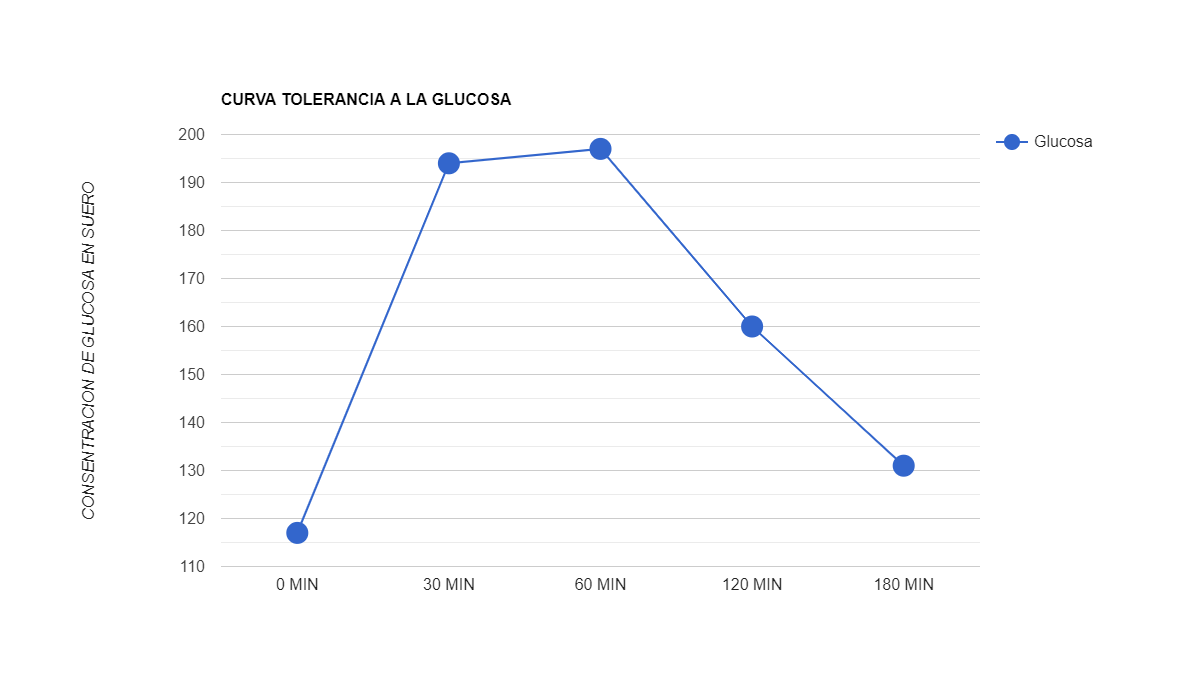 CURVA TOLERANCIA A LA GLUCOSA
Glucosa
CONSENTRACION DE GLUCOSA EN SUERO
200
190
180
170
160
150
140
130
120
110
0 MIN
30 MIN
60 MIN
120 MIN
180 MIN